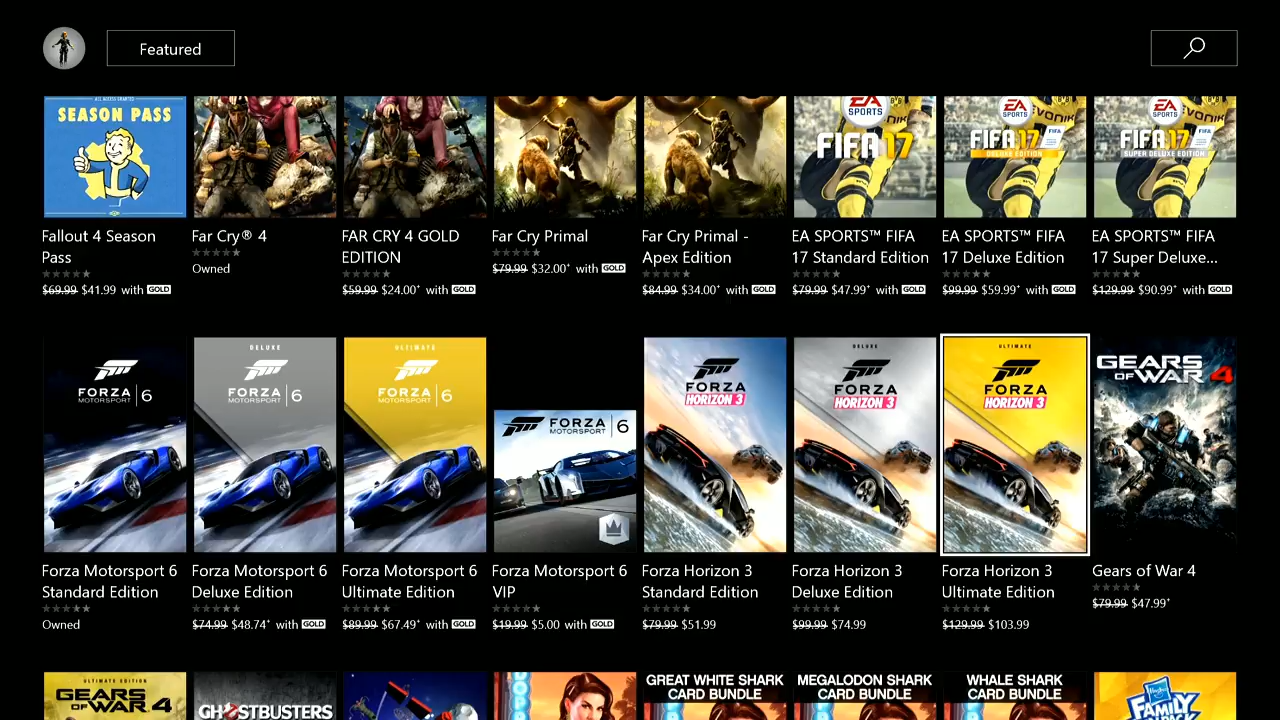 Featured
ALL ACCESS GRANTED
SEASON PASS
EA SPORTS
FIFA 17
EA SPORTS
FIFA 17
DELUXE EDITION
EA SPORTS
FIFA 17
SUPER DELUXE EDITION
Fallout 4 Season
Pass
$69.99 $41.99 with GOLD
Far Cry® 4
Owned
FAR CRY 4 GOLD
EDITION
$59.99 $24.00+ with GOLD
Far Cry Primal
$79.99 $32.00+ with GOLD
Far Cry Primal -
Apex Edition
$84.99 $34.00+ with GOLD
EA SPORTS™ FIFA
17 Standard Edition
$79.99 $47.99+ with GOLD
EA SPORTS™ FIFA
17 Deluxe Edition
$99.99 $59.99+ with GOLD
EA SPORTS™ FIFA
17 Super Deluxe...
$129.99 $90.99+ with GOLD
FORZA
MOTORSPORT 6
DELUXE
FORZA
MOTORSPORT 6
ULTIMATE
FORZA
MOTORSPORT 6
FORZA
MOTORSPORT 6
FORZA
HORIZON 3
DELUXE
FORZA
HORIZON 3
ULTIMATE
FORZA
HORIZON 3
GEARS
OF WAR 4
Forza Motorsport 6
Standard Edition
Owned
Forza Motorsport 6
Deluxe Edition
$74.99 $48.74+ with GOLD
Forza Motorsport 6
Ultimate Edition
$89.99 $67.49+ with GOLD
Forza Motorsport 6
VIP
$19.99 $5.00 with GOLD
Forza Horizon 3
Standard Edition
$79.99 $51.99
Forza Horizon 3
Deluxe Edition
$99.99 $74.99
Forza Horizon 3
Ultimate Edition
$129.99 $103.99
Gears of War 4
$79.99 $47.99+
ULTIMATE EDITION
GEARS
OF WAR 4
GHOSTBUSTERS
GREAT WHITE SHARK
CARD BUNDLE
MEGALODON SHARK
CARD BUNDLE
WHALE SHARK
CARD BUNDLE
Hasbro
FAMILY